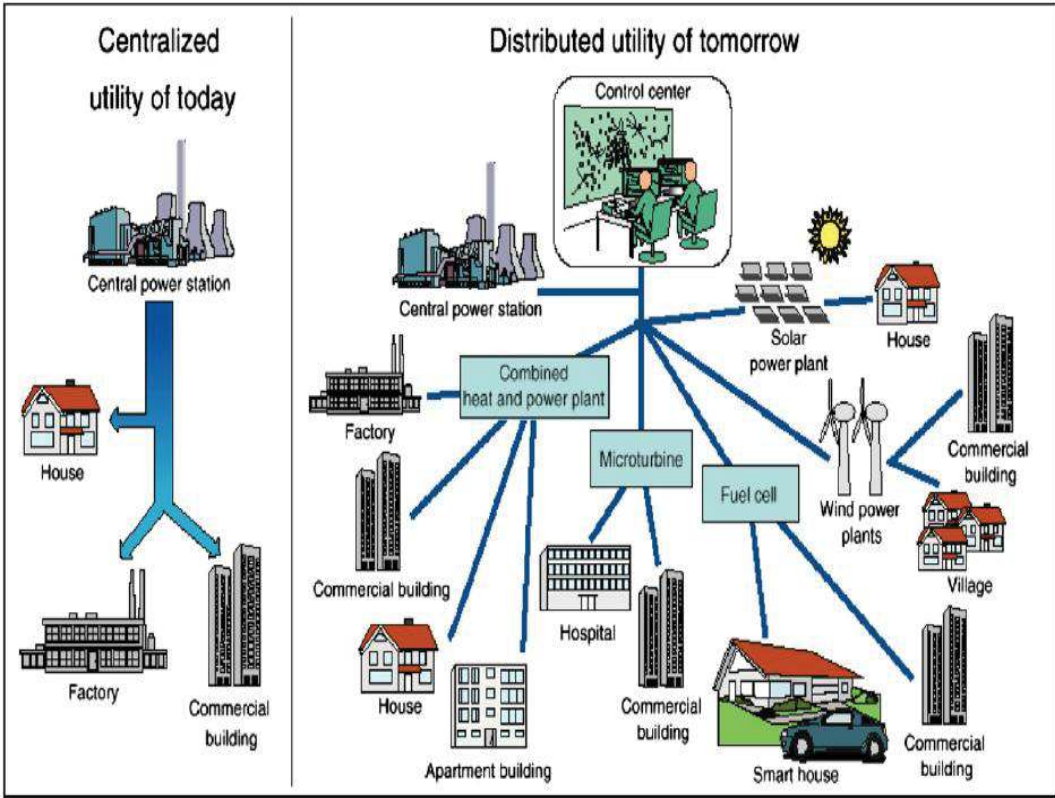 Centralized
utility of today
Central power station
House
Factory
Commercial
building
Distributed utility of tomorrow
Control center
Central power station
Solar
power plant
House
Combined
heat and power plant
Factory
Commercial building
House
Apartment building
Microturbine
Hospital
Commercial
building
Fuel cell
Smart house
Commercial
building
Wind power
plants
Commercial
building
Village